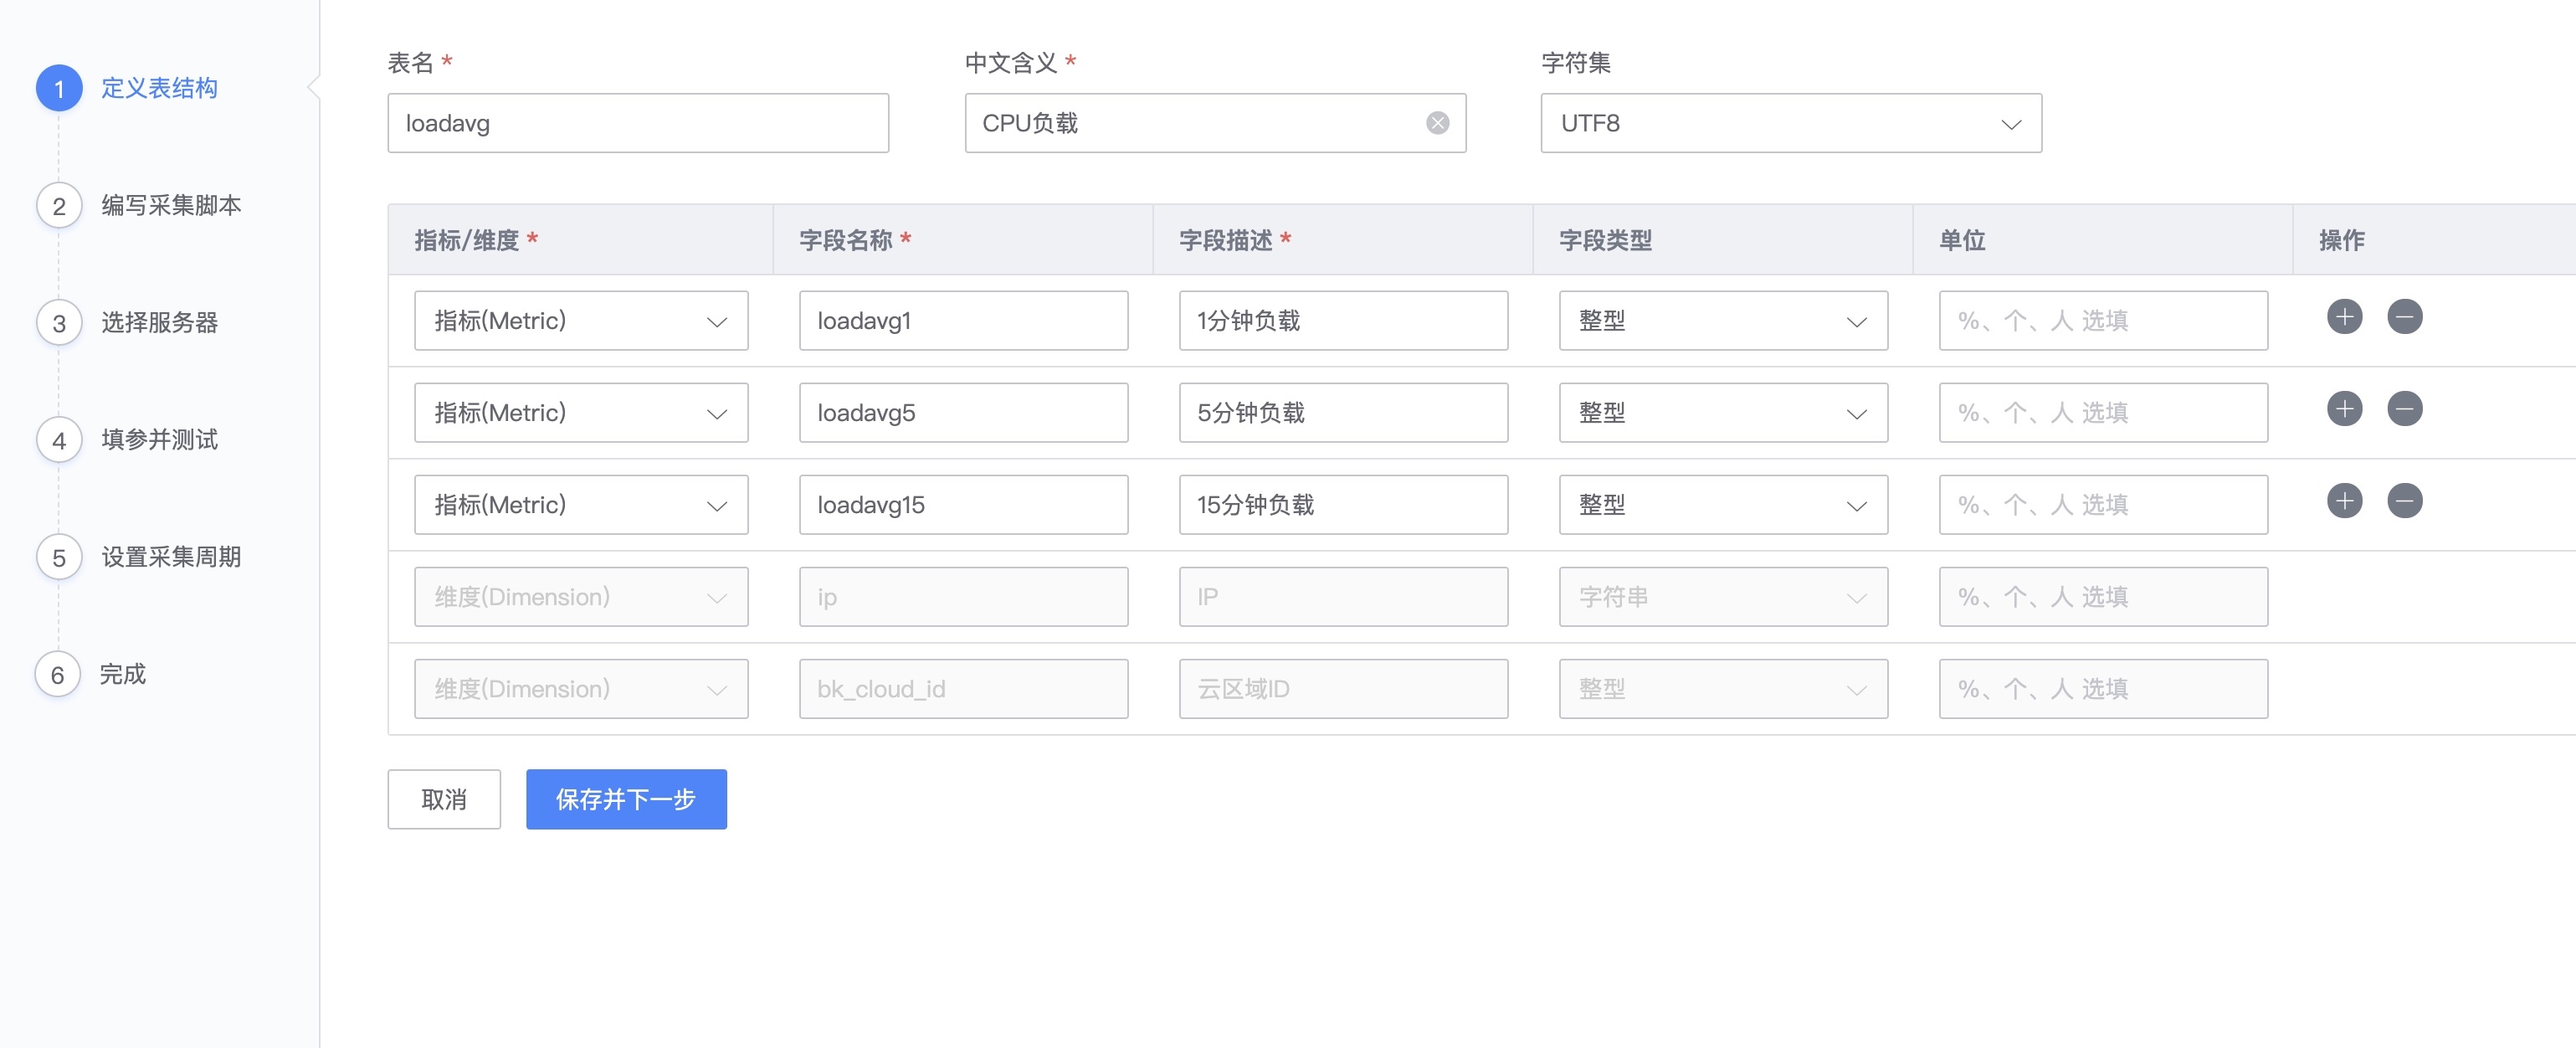 1 定义表结构
2 编写采集脚本
3 选择服务器
4 填参并测试
5 设置采集周期
6 完成
表名 * 中文含义 * 字符集
loadavg CPU负载 UTF8
指标/维度 * 字段名称 * 字段描述 * 字段类型 单位 操作
指标(Metric) loadavg1 1分钟负载 整型 %、个、人 选填
指标(Metric) loadavg5 5分钟负载 整型 %、个、人 选填
指标(Metric) loadavg15 15分钟负载 整型 %、个、人 选填
维度(Dimension) ip IP 字符串 %、个、人 选填
维度(Dimension) bk_cloud_id 云区域ID 整型 %、个、人 选填
取消 保存并下一步